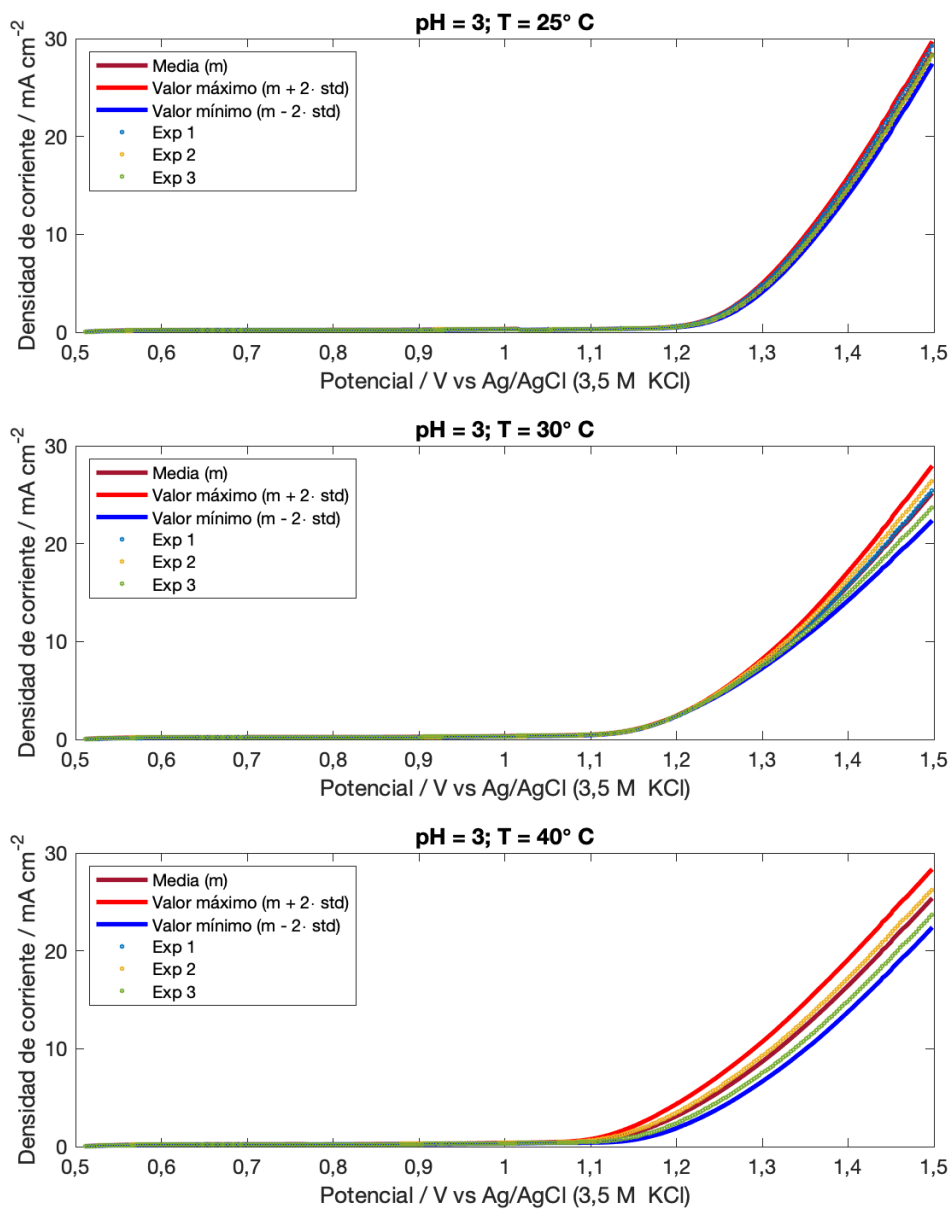 pH = 3; T = 25° C
30
20
10
0
Densidad de corriente / mA cm-2
Media (m)
Valor máximo (m + 2· std)
Valor mínimo (m - 2· std)
Exp 1
Exp 2
Exp 3
0,5 0,6 0,7 0,8 0,9 1 1,1 1,2 1,3 1,4 1,5
Potencial / V vs Ag/AgCl (3,5 M KCl)
pH = 3; T = 30° C
30
20
10
0
Densidad de corriente / mA cm-2
Media (m)
Valor máximo (m + 2· std)
Valor mínimo (m - 2· std)
Exp 1
Exp 2
Exp 3
0,5 0,6 0,7 0,8 0,9 1 1,1 1,2 1,3 1,4 1,5
Potencial / V vs Ag/AgCl (3,5 M KCl)
pH = 3; T = 40° C
30
20
10
0
Densidad de corriente / mA cm-2
Media (m)
Valor máximo (m + 2· std)
Valor mínimo (m - 2· std)
Exp 1
Exp 2
Exp 3
0,5 0,6 0,7 0,8 0,9 1 1,1 1,2 1,3 1,4 1,5
Potencial / V vs Ag/AgCl (3,5 M KCl)